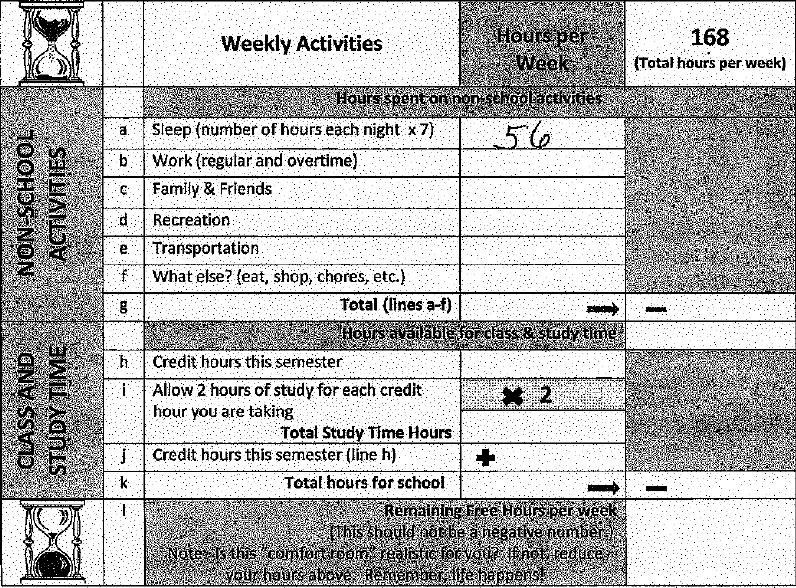 Weekly Activities
Hours per Week
168
(Total hours per week)
NON-SCHOOL ACTIVITIES
Hours spent on non-school activities
a Sleep (number of hours each night x 7) 56
b Work (regular and overtime)
c Family & Friends
d Recreation
e Transportation
f What else? (eat, shop, chores, etc.)
g Total (lines a-f) → −
CLASS AND STUDY TIME
Hours available for class & study time
h Credit hours this semester
i Allow 2 hours of study for each credit
hour you are taking
✖ 2
Total Study Time Hours
j Credit hours this semester (line h) +
k Total hours for school → −
l Remaining Free Hours per week
(This should not be a negative number.)
Note: Is this "comfort room" realistic for you? If not, reduce
your hours above. Remember, life happens!